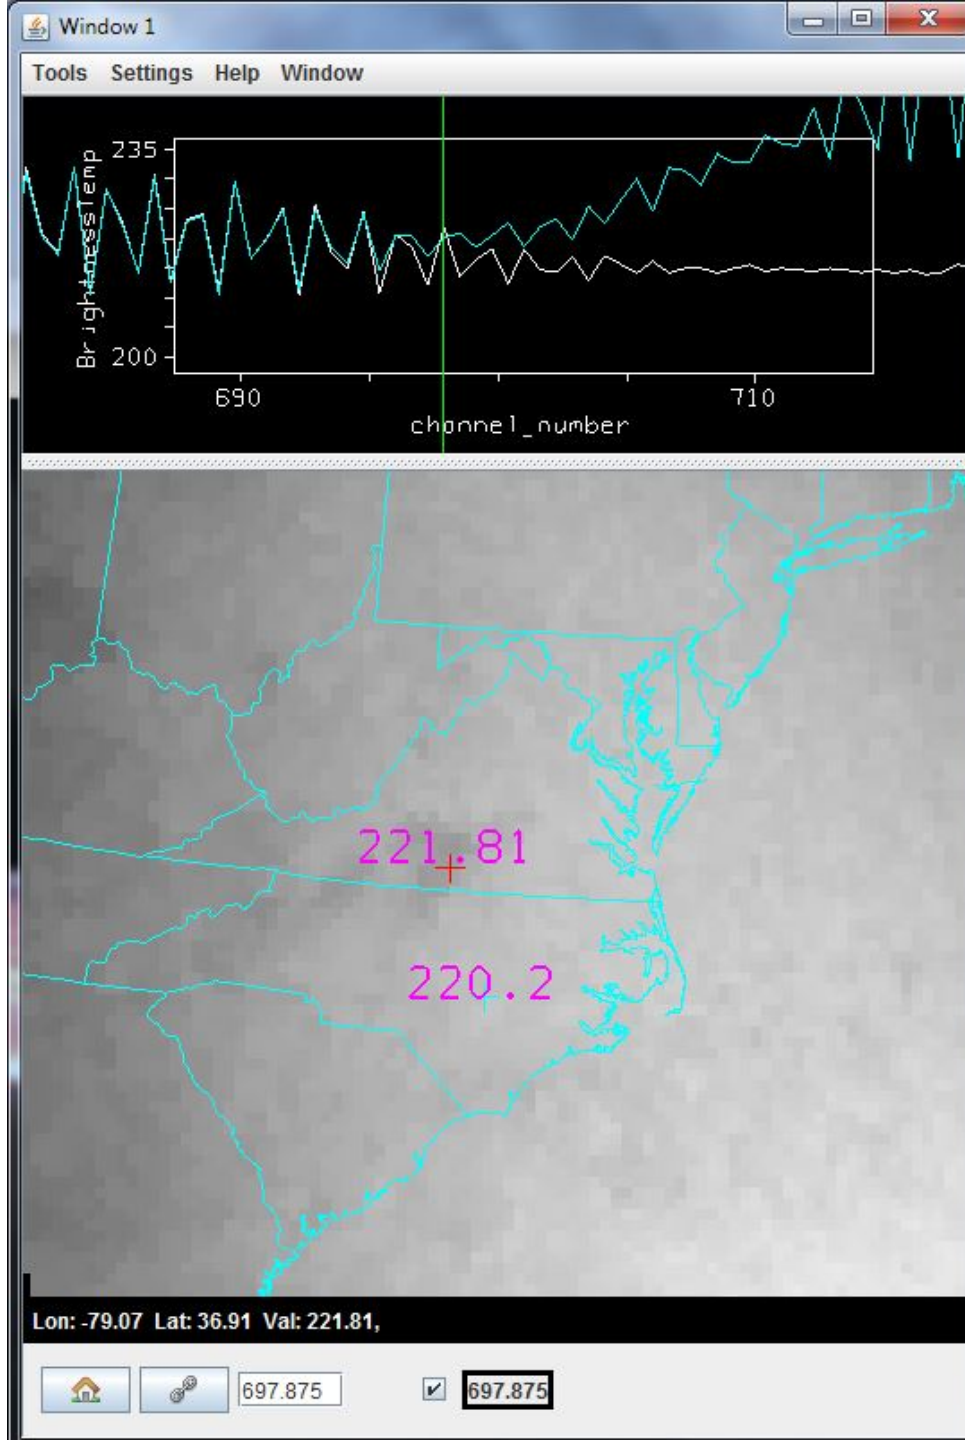 Window 1
Tools Settings Help Window
235
BrightnessTemp
200
690 710
channel_number
221.81
220.2
Lon: -79.07 Lat: 36.91 Val: 221.81,
697.875 697.875